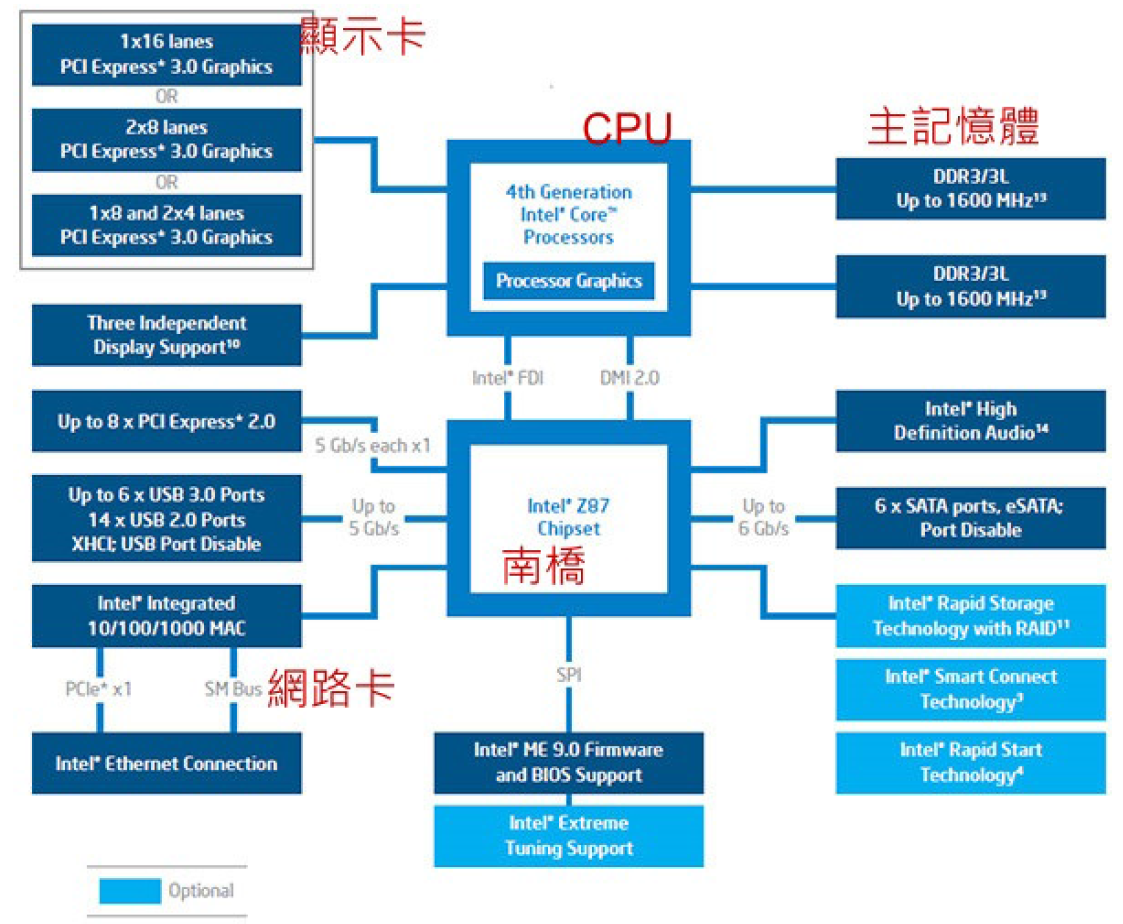 1x16 lanes
PCI Express* 3.0 Graphics
OR
2x8 lanes
PCI Express* 3.0 Graphics
OR
1x8 and 2x4 lanes
PCI Express* 3.0 Graphics
顯示卡
CPU
4th Generation
Intel® Core™
Processors
Processor Graphics
主記憶體
DDR3/3L
Up to 1600 MHz¹³
DDR3/3L
Up to 1600 MHz¹³
Three Independent
Display Support¹⁰
Intel® FDI
DMI 2.0
Up to 8 x PCI Express* 2.0
5 Gb/s each x1
Intel® High
Definition Audio¹⁴
Up to 6 x USB 3.0 Ports
14 x USB 2.0 Ports
XHCI; USB Port Disable
Up to
5 Gb/s
Intel® Z87
Chipset
南橋
Up to
6 Gb/s
6 x SATA ports, eSATA;
Port Disable
Intel® Integrated
10/100/1000 MAC
Intel® Rapid Storage
Technology with RAID¹¹
PCIe* x1
SM Bus
網路卡
SPI
Intel® Smart Connect
Technology³
Intel® Ethernet Connection
Intel® ME 9.0 Firmware
and BIOS Support
Intel® Rapid Start
Technology⁴
Intel® Extreme
Tuning Support
Optional